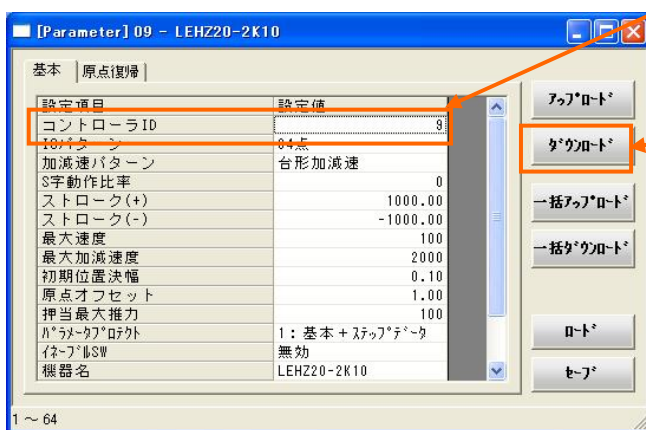 [Parameter] 09 - LEHZ20-2K10
基本 原点復帰
設定項目 設定値
コントローラID 9
IOパターン 64点
加減速パターン 台形加減速
S字動作比率 0
ストローク(+) 1000.00
ストローク(-) -1000.00
最大速度 100
最大加減速度 2000
初期位置決幅 0.10
原点オフセット 1.00
押当最大推力 100
ﾊﾟﾗﾒｰﾀﾌﾟﾛﾃｸﾄ 1:基本+ｽﾃｯﾌﾟﾃﾞｰﾀ
ｲﾈｰﾌﾞﾙSW 無効
機器名 LEHZ20-2K10
ｱｯﾌﾟﾛｰﾄﾞ
ﾀﾞｳﾝﾛｰﾄﾞ
一括ｱｯﾌﾟﾛｰﾄﾞ
一括ﾀﾞｳﾝﾛｰﾄﾞ
ﾛｰﾄﾞ
ｾｰﾌﾞ
1 ～ 64